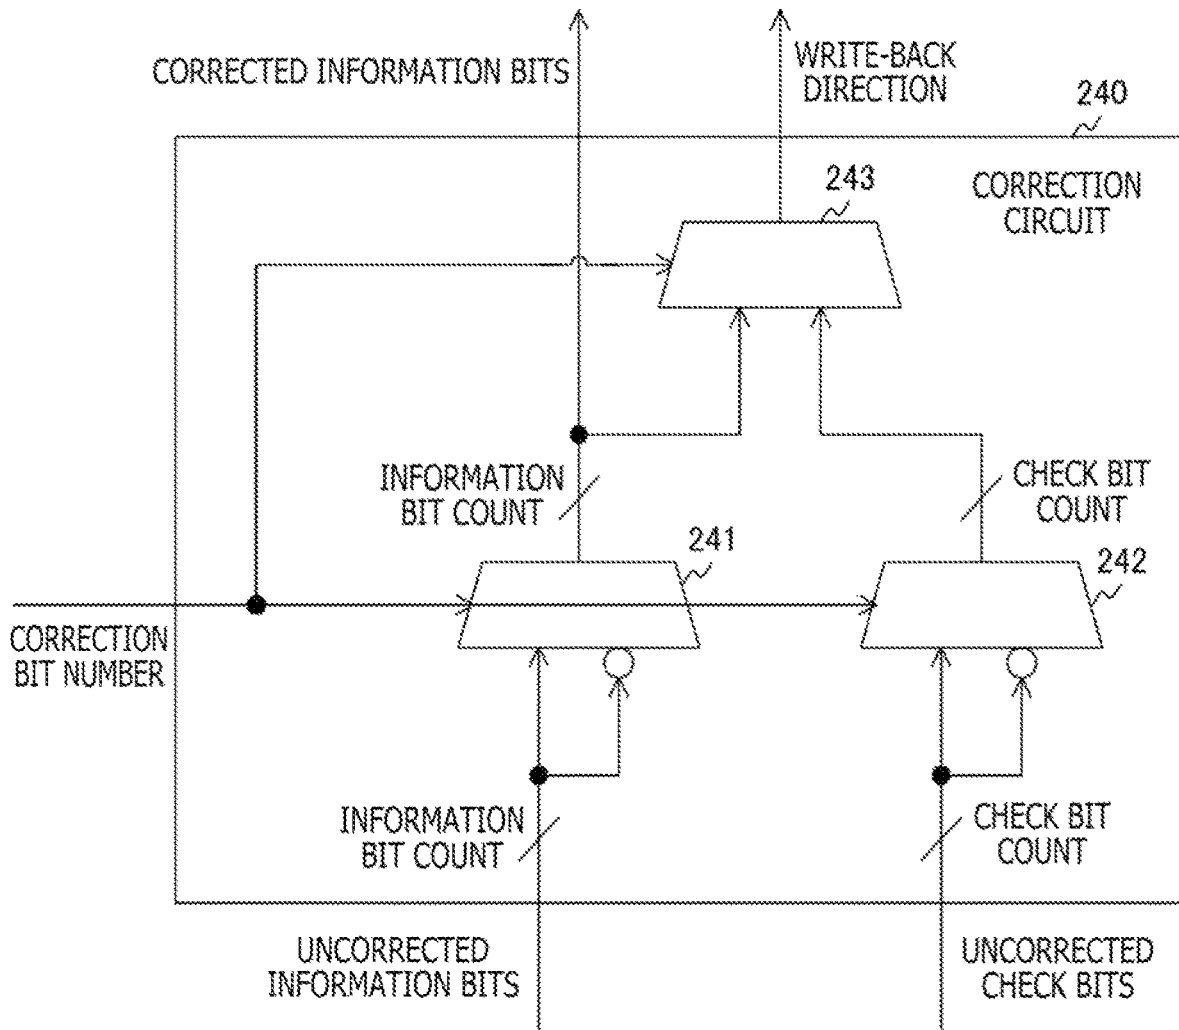 CORRECTED INFORMATION BITS
WRITE-BACK
DIRECTION
240
CORRECTION
CIRCUIT
243
INFORMATION
BIT COUNT
CHECK BIT
COUNT
241
242
CORRECTION
BIT NUMBER
INFORMATION
BIT COUNT
CHECK BIT
COUNT
UNCORRECTED
INFORMATION BITS
UNCORRECTED
CHECK BITS